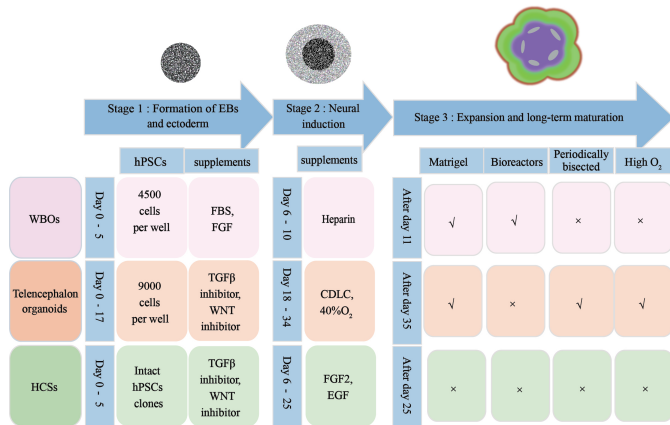 Stage 1 : Formation of EBs
and ectoderm
Stage 2 : Neural
induction
Stage 3 : Expansion and long-term maturation
hPSCs
supplements
supplements
Matrigel
Bioreactors
Periodically
bisected
High O₂
WBOs
Day 0 - 5
4500
cells
per well
FBS,
FGF
Day 6 - 10
Heparin
After day 11
√
√
×
×
Telencephalon
organoids
Day 0 - 17
9000
cells
per well
TGFβ
inhibitor,
WNT
inhibitor
Day 18 - 34
CDLC,
40%O₂
After day 35
√
×
√
√
HCSs
Day 0 - 5
Intact
hPSCs
clones
TGFβ
inhibitor,
WNT
inhibitor
Day 6 - 25
FGF2,
EGF
After day 25
×
×
×
×